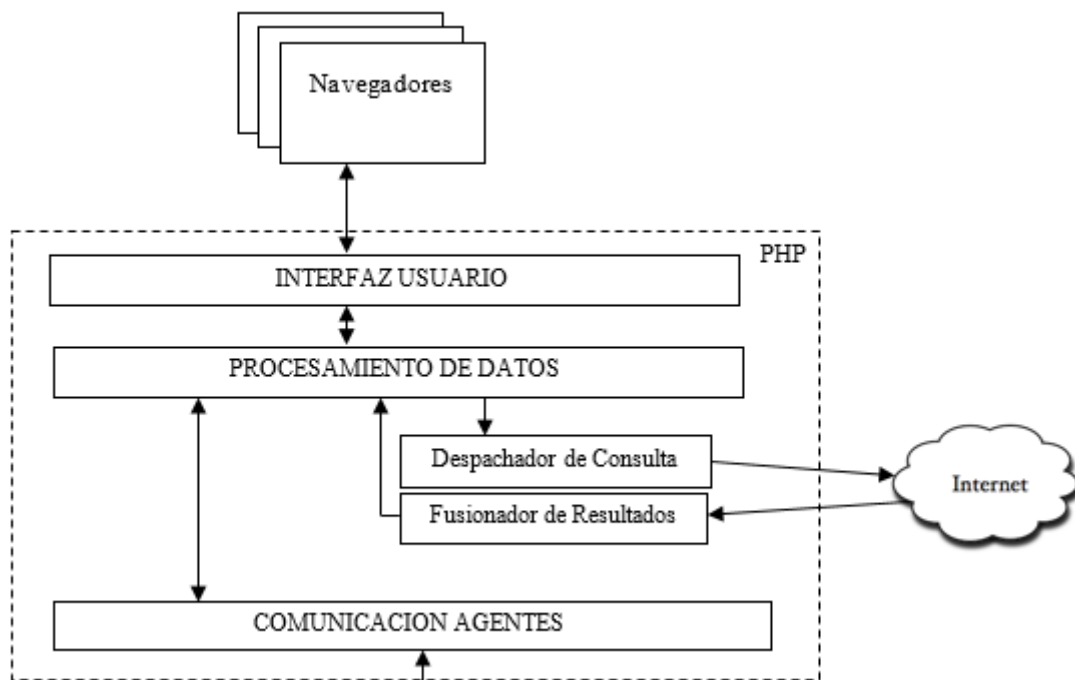 Navegadores
PHP
INTERFAZ USUARIO
PROCESAMIENTO DE DATOS
Despachador de Consulta
Internet
Fusionador de Resultados
COMUNICACION AGENTES